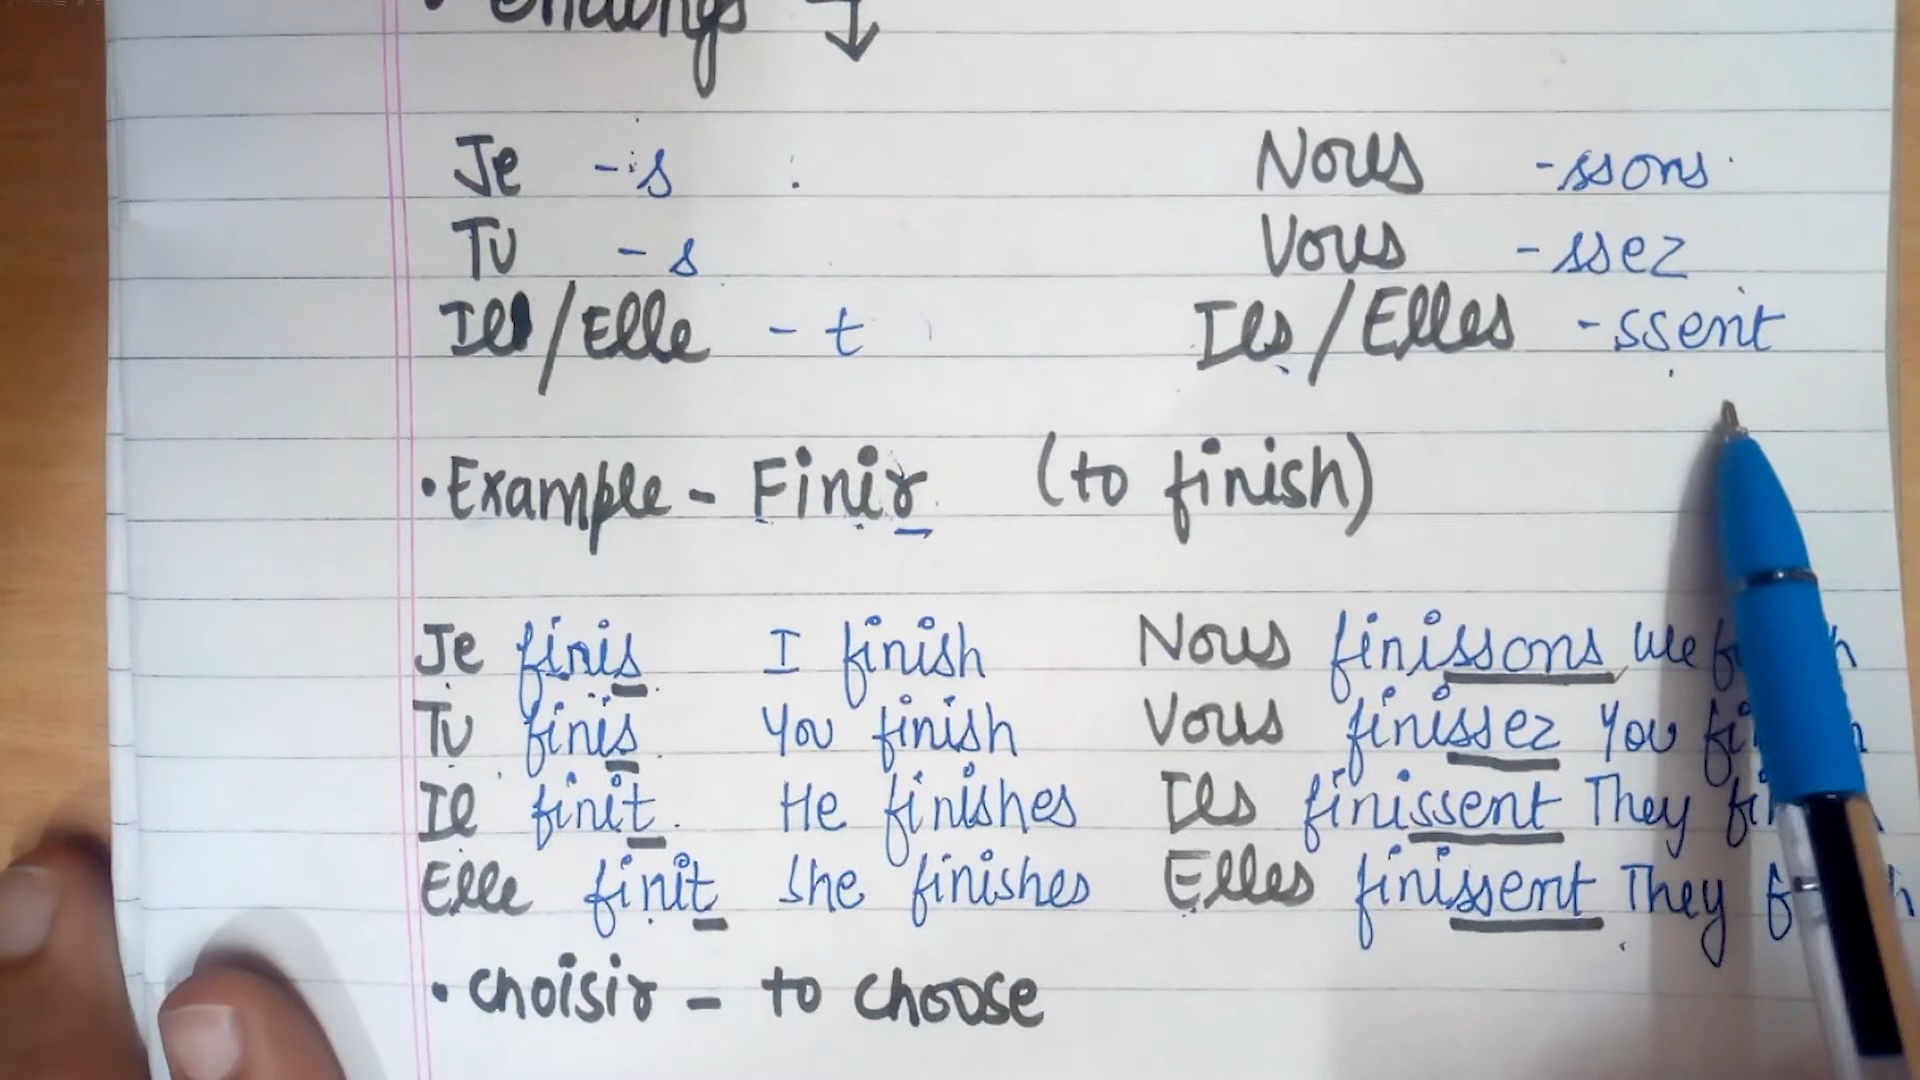 • Endings ↓
Je -s Nous -ssons
Tu -s Vous -ssez
Il/Elle -t Ils/Elles -ssent
• Example - Finir (to finish)
Je finis I finish Nous finissons We
Tu finis You finish Vous finissez You
Il finit He finishes Ils finissent They
Elle finit She finishes Elles finissent They
• Choisir - to choose